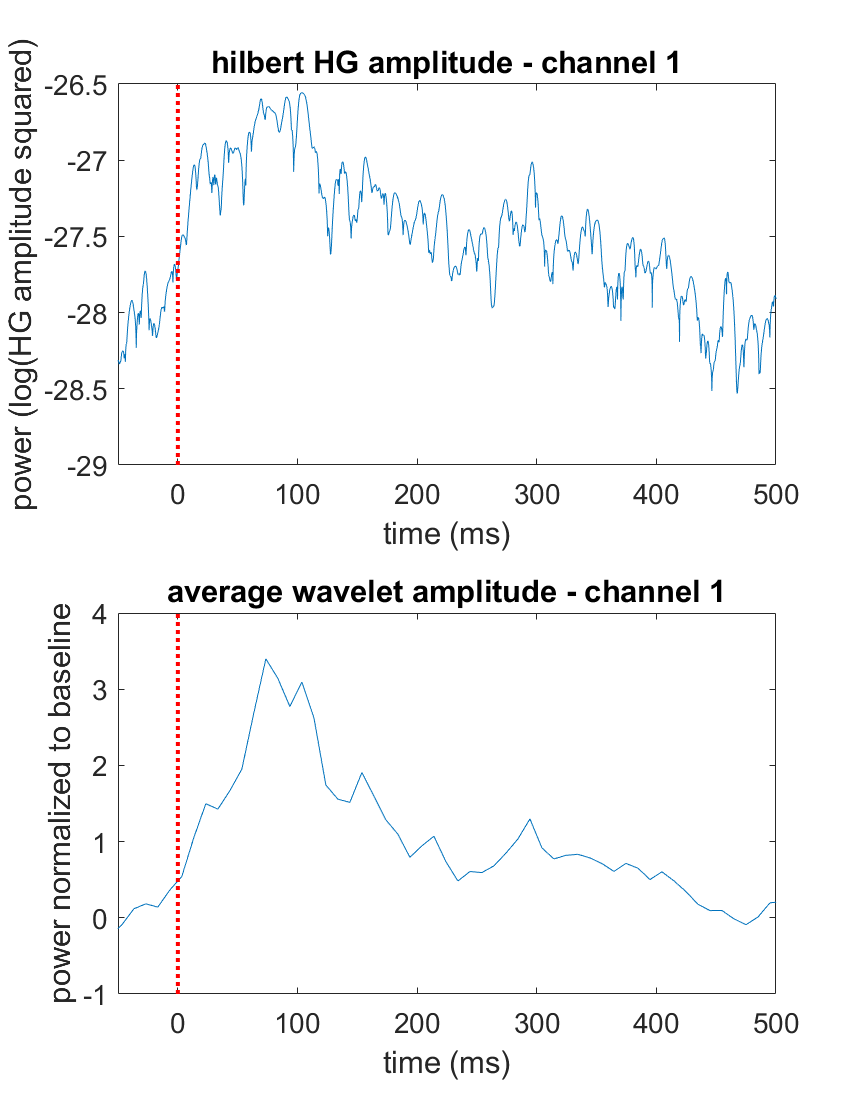 hilbert HG amplitude - channel 1
power (log(HG amplitude squared)
-26.5
-27
-27.5
-28
-28.5
-29
0 100 200 300 400 500
time (ms)
average wavelet amplitude - channel 1
power normalized to baseline
4
3
2
1
0
-1
0 100 200 300 400 500
time (ms)